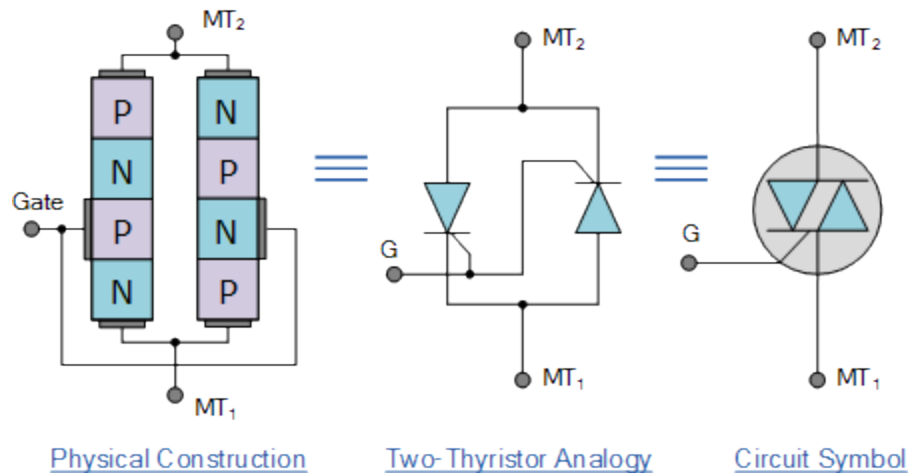 MT₂
P
N
P
N
N
P
N
P
Gate
MT₁
Physical Construction
MT₂
G
MT₁
Two-Thyristor Analogy
MT₂
G
MT₁
Circuit Symbol